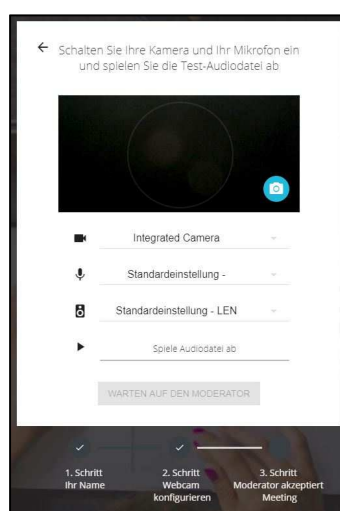 Schalten Sie Ihre Kamera und Ihr Mikrofon ein
und spielen Sie die Test-Audiodatei ab
Integrated Camera
Standardeinstellung -
Standardeinstellung - LEN
Spiele Audiodatei ab
WARTEN AUF DEN MODERATOR
1. Schritt
Ihr Name
2. Schritt
Webcam
konfigurieren
3. Schritt
Moderator akzeptiert
Meeting